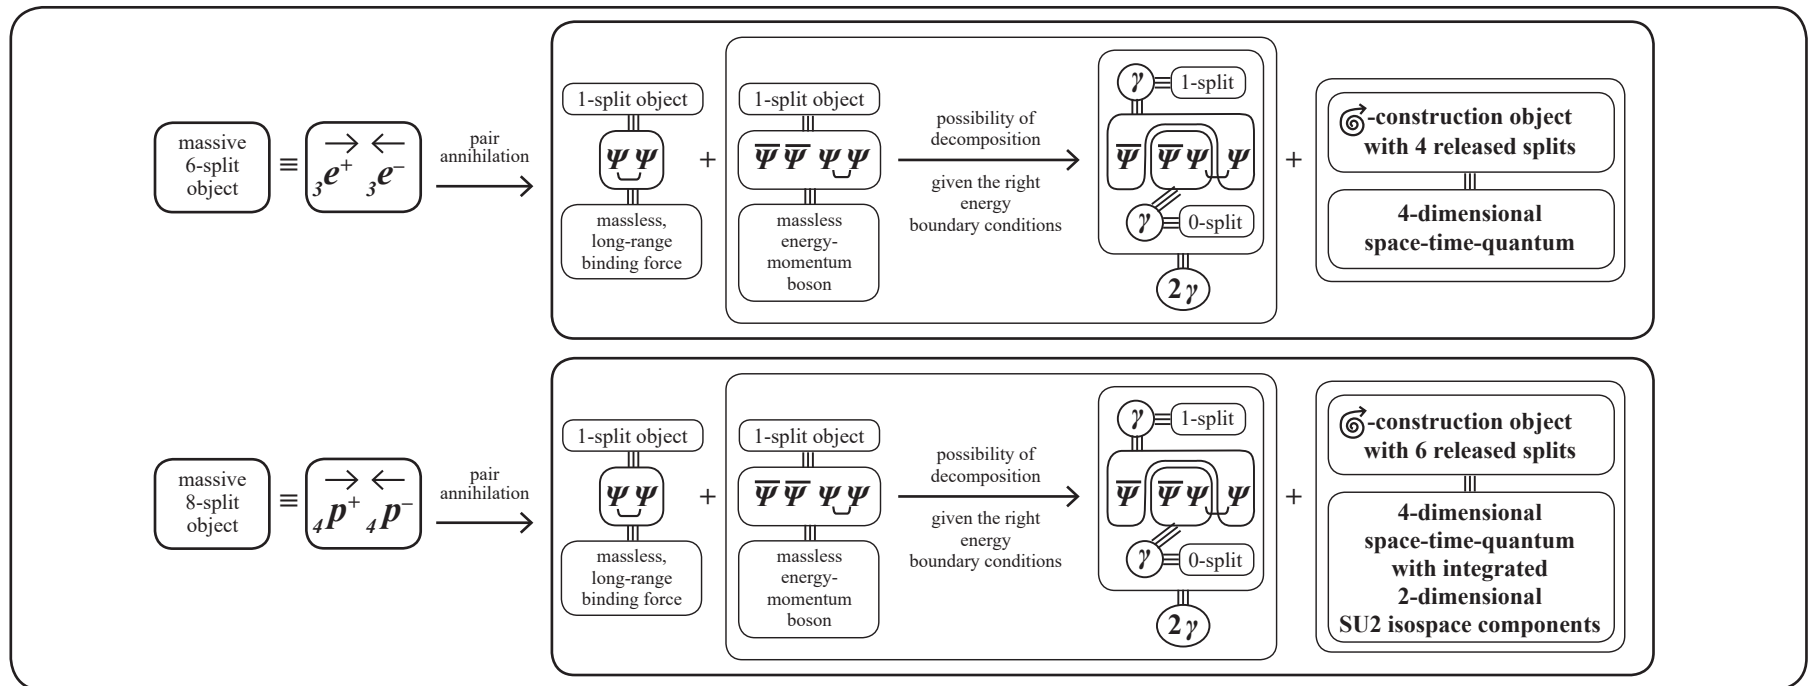 massive
6-split
object
≡
₃e⁺ ₃e⁻
pair
annihilation
1-split object
Ψ Ψ
massless,
long-range
binding force
+
1-split object
Ψ̅ Ψ̅ Ψ Ψ
massless
energy-
momentum
boson
possibility of
decomposition
given the right
energy
boundary conditions
γ 1-split
Ψ̅ Ψ̅ Ψ Ψ
γ 0-split
2γ
+
-construction object
with 4 released splits
4-dimensional
space-time-quantum
massive
8-split
object
≡
₄p⁺ ₄p⁻
pair
annihilation
1-split object
Ψ Ψ
massless,
long-range
binding force
+
1-split object
Ψ̅ Ψ̅ Ψ Ψ
massless
energy-
momentum
boson
possibility of
decomposition
given the right
energy
boundary conditions
γ 1-split
Ψ̅ Ψ̅ Ψ Ψ
γ 0-split
2γ
+
-construction object
with 6 released splits
4-dimensional
space-time-quantum
with integrated
2-dimensional
SU2 isospace components